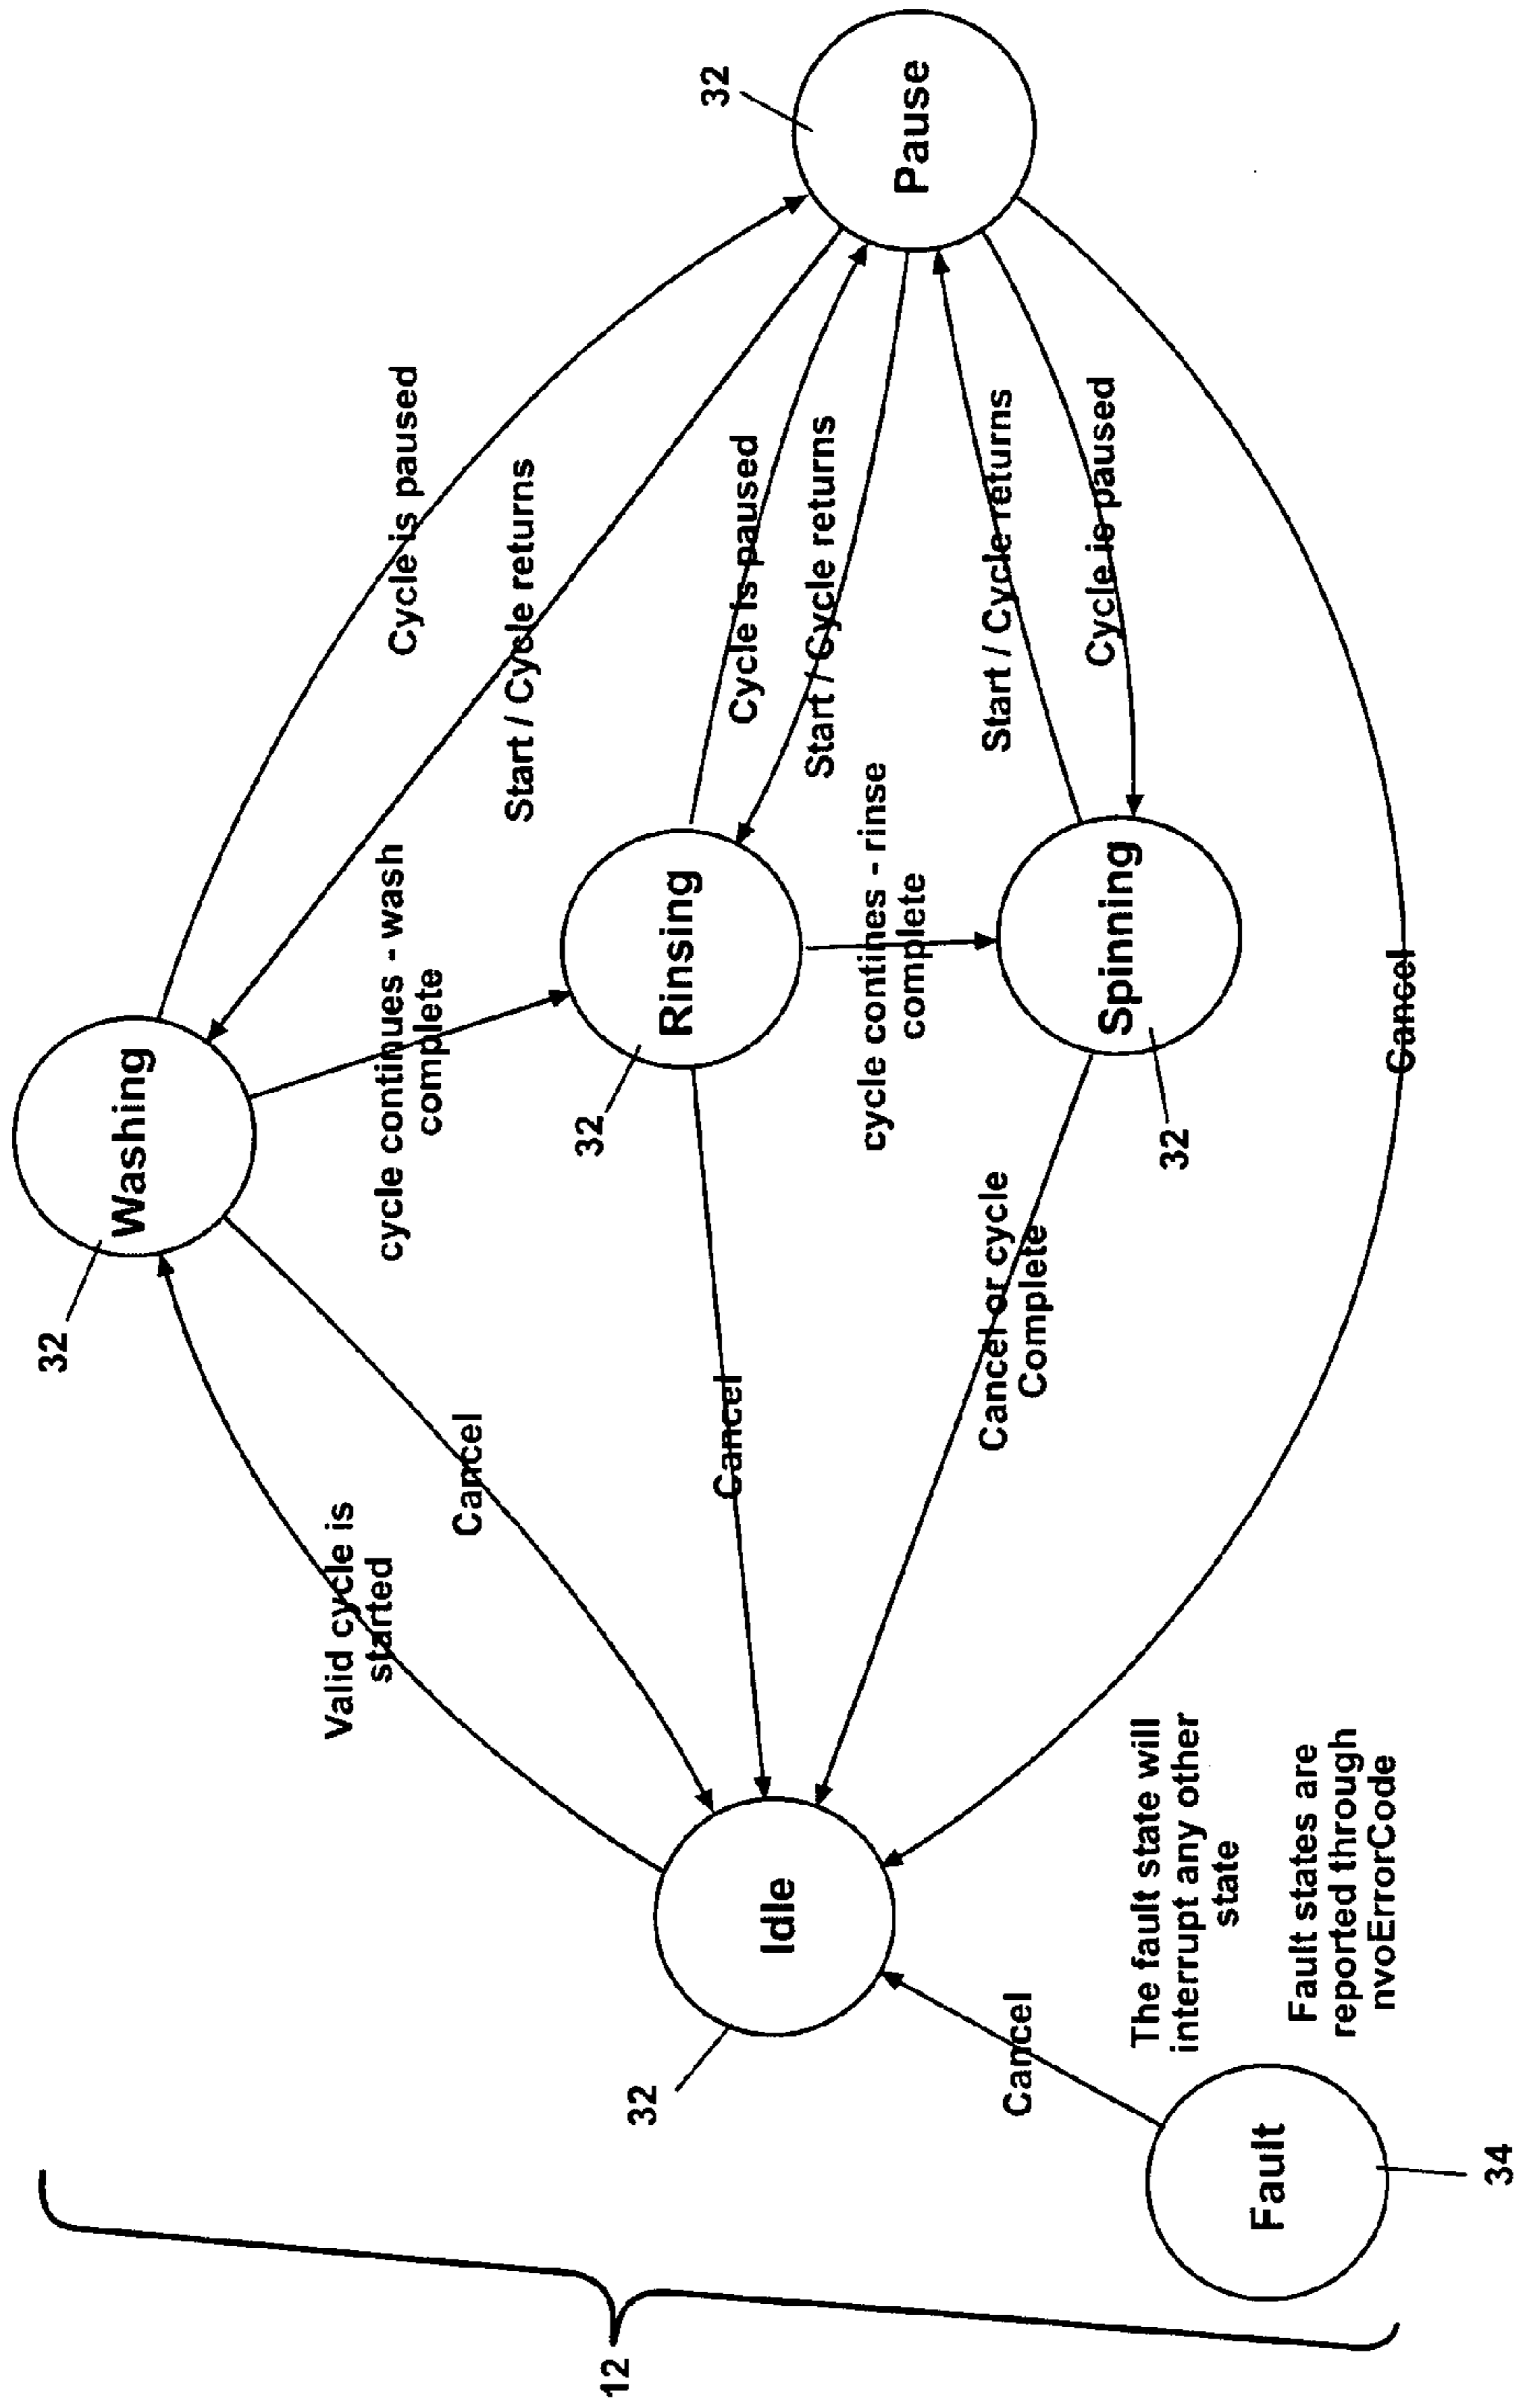 12
32
Washing
Valid cycle is
started
Cancel
cycle continues - wash
complete
Cycle is paused
Start / Cycle returns
32
Idle
Cancel
32
Rinsing
Cycle is paused
Start / Cycle returns
32
Pause
cycle contines - rinse
complete
Cancel or cycle
Complete
Spinning
32
Start / Cycle returns
Cycle is paused
Cancel
Cancel
Fault
34
The fault state will
interrupt any other
state
Fault states are
reported through
nvoErrorCode